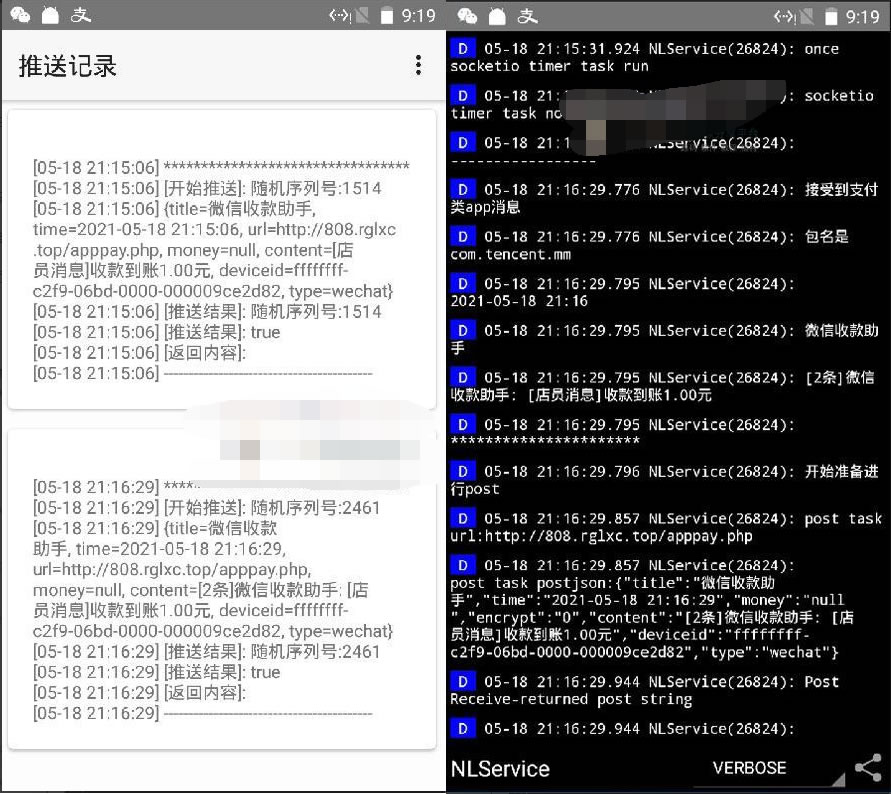 支
9:19
推送记录
[05-18 21:15:06] *********************************
[05-18 21:15:06] [开始推送]: 随机序列号:1514
[05-18 21:15:06] {title=微信收款助手,
time=2021-05-18 21:15:06, url=http://808.rglxc
.top/apppay.php, money=null, content=[店
员消息]收款到账1.00元, deviceid=ffffffff-
c2f9-06bd-0000-000009ce2d82, type=wechat}
[05-18 21:15:06] [推送结果]: 随机序列号:1514
[05-18 21:15:06] [推送结果]: true
[05-18 21:15:06] [返回内容]:
[05-18 21:15:06] ------------------------------------------
[05-18 21:16:29] *****
[05-18 21:16:29] [开始推送]: 随机序列号:2461
[05-18 21:16:29] {title=微信收款
助手, time=2021-05-18 21:16:29,
url=http://808.rglxc.top/apppay.php,
money=null, content=[2条]微信收款助手: [店
员消息]收款到账1.00元, deviceid=ffffffff-
c2f9-06bd-0000-000009ce2d82, type=wechat}
[05-18 21:16:29] [推送结果]: 随机序列号:2461
[05-18 21:16:29] [推送结果]: true
[05-18 21:16:29] [返回内容]:
[05-18 21:16:29] ------------------------------------------
支
9:19
D 05-18 21:15:31.924 NLService(26824): once
socketio timer task run
D 05-18 21: ): socketio
timer task
D 05-18 21:1 NLService(26824):
-------------------
D 05-18 21:16:29.776 NLService(26824): 接受到支付
类app消息
D 05-18 21:16:29.776 NLService(26824): 包名是
com.tencent.mm
D 05-18 21:16:29.795 NLService(26824):
2021-05-18 21:16
D 05-18 21:16:29.795 NLService(26824): 微信收款助
手
D 05-18 21:16:29.795 NLService(26824): [2条]微信
收款助手: [店员消息]收款到账1.00元
D 05-18 21:16:29.795 NLService(26824):
***********************
D 05-18 21:16:29.796 NLService(26824): 开始准备进
行post
D 05-18 21:16:29.857 NLService(26824): post task
url:http://808.rglxc.top/apppay.php
D 05-18 21:16:29.857 NLService(26824):
post task postjson:{"title":"微信收款助
手","time":"2021-05-18 21:16:29","money":"null
","encrypt":"0","content":"[2条]微信收款助手: [店
员消息]收款到账1.00元","deviceid":"ffffffff-
c2f9-06bd-0000-000009ce2d82","type":"wechat"}
D 05-18 21:16:29.944 NLService(26824): Post
Receive-returned post string
D 05-18 21:16:29.944 NLService(26824):
NLService
VERBOSE